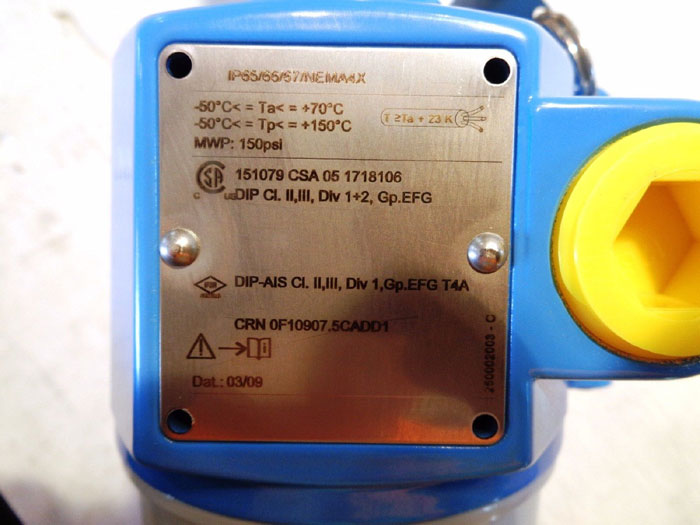 IP65/66/67/NEMA4X
-50°C< = Ta< = +70°C
-50°C< = Tp< = +150°C
T ≥Ta + 23 K
MWP: 150psi
151079 CSA 05 1718106
C US DIP Cl. II,III, Div 1+2, Gp.EFG
DIP-AIS Cl. II,III, Div 1,Gp.EFG T4A
CRN 0F10907.5CADD1
Dat.: 03/09
250002003 - C